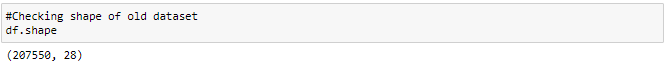 #Checking shape of old dataset
df.shape
(207550, 28)